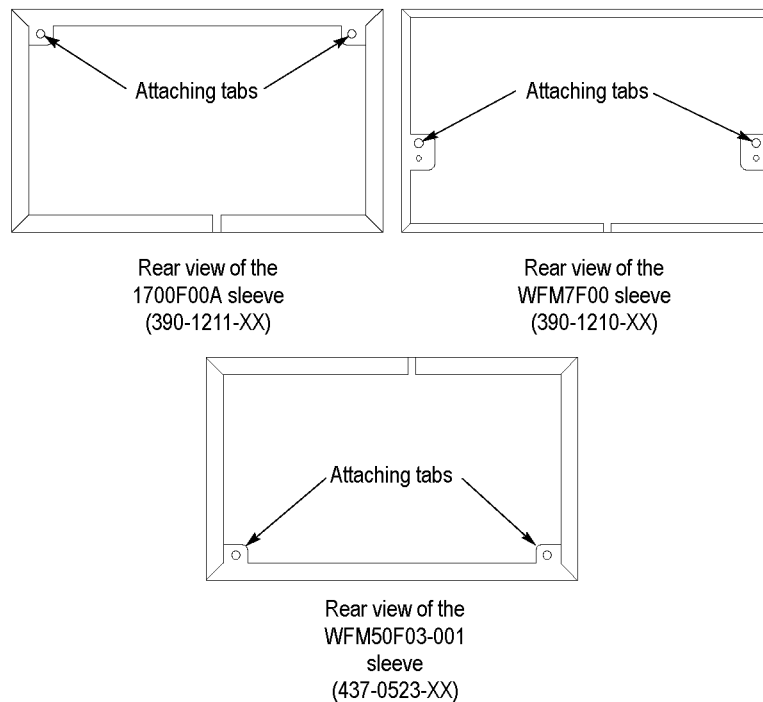 Attaching tabs
Attaching tabs
Rear view of the
1700F00A sleeve
(390-1211-XX)
Rear view of the
WFM7F00 sleeve
(390-1210-XX)
Attaching tabs
Rear view of the
WFM50F03-001
sleeve
(437-0523-XX)